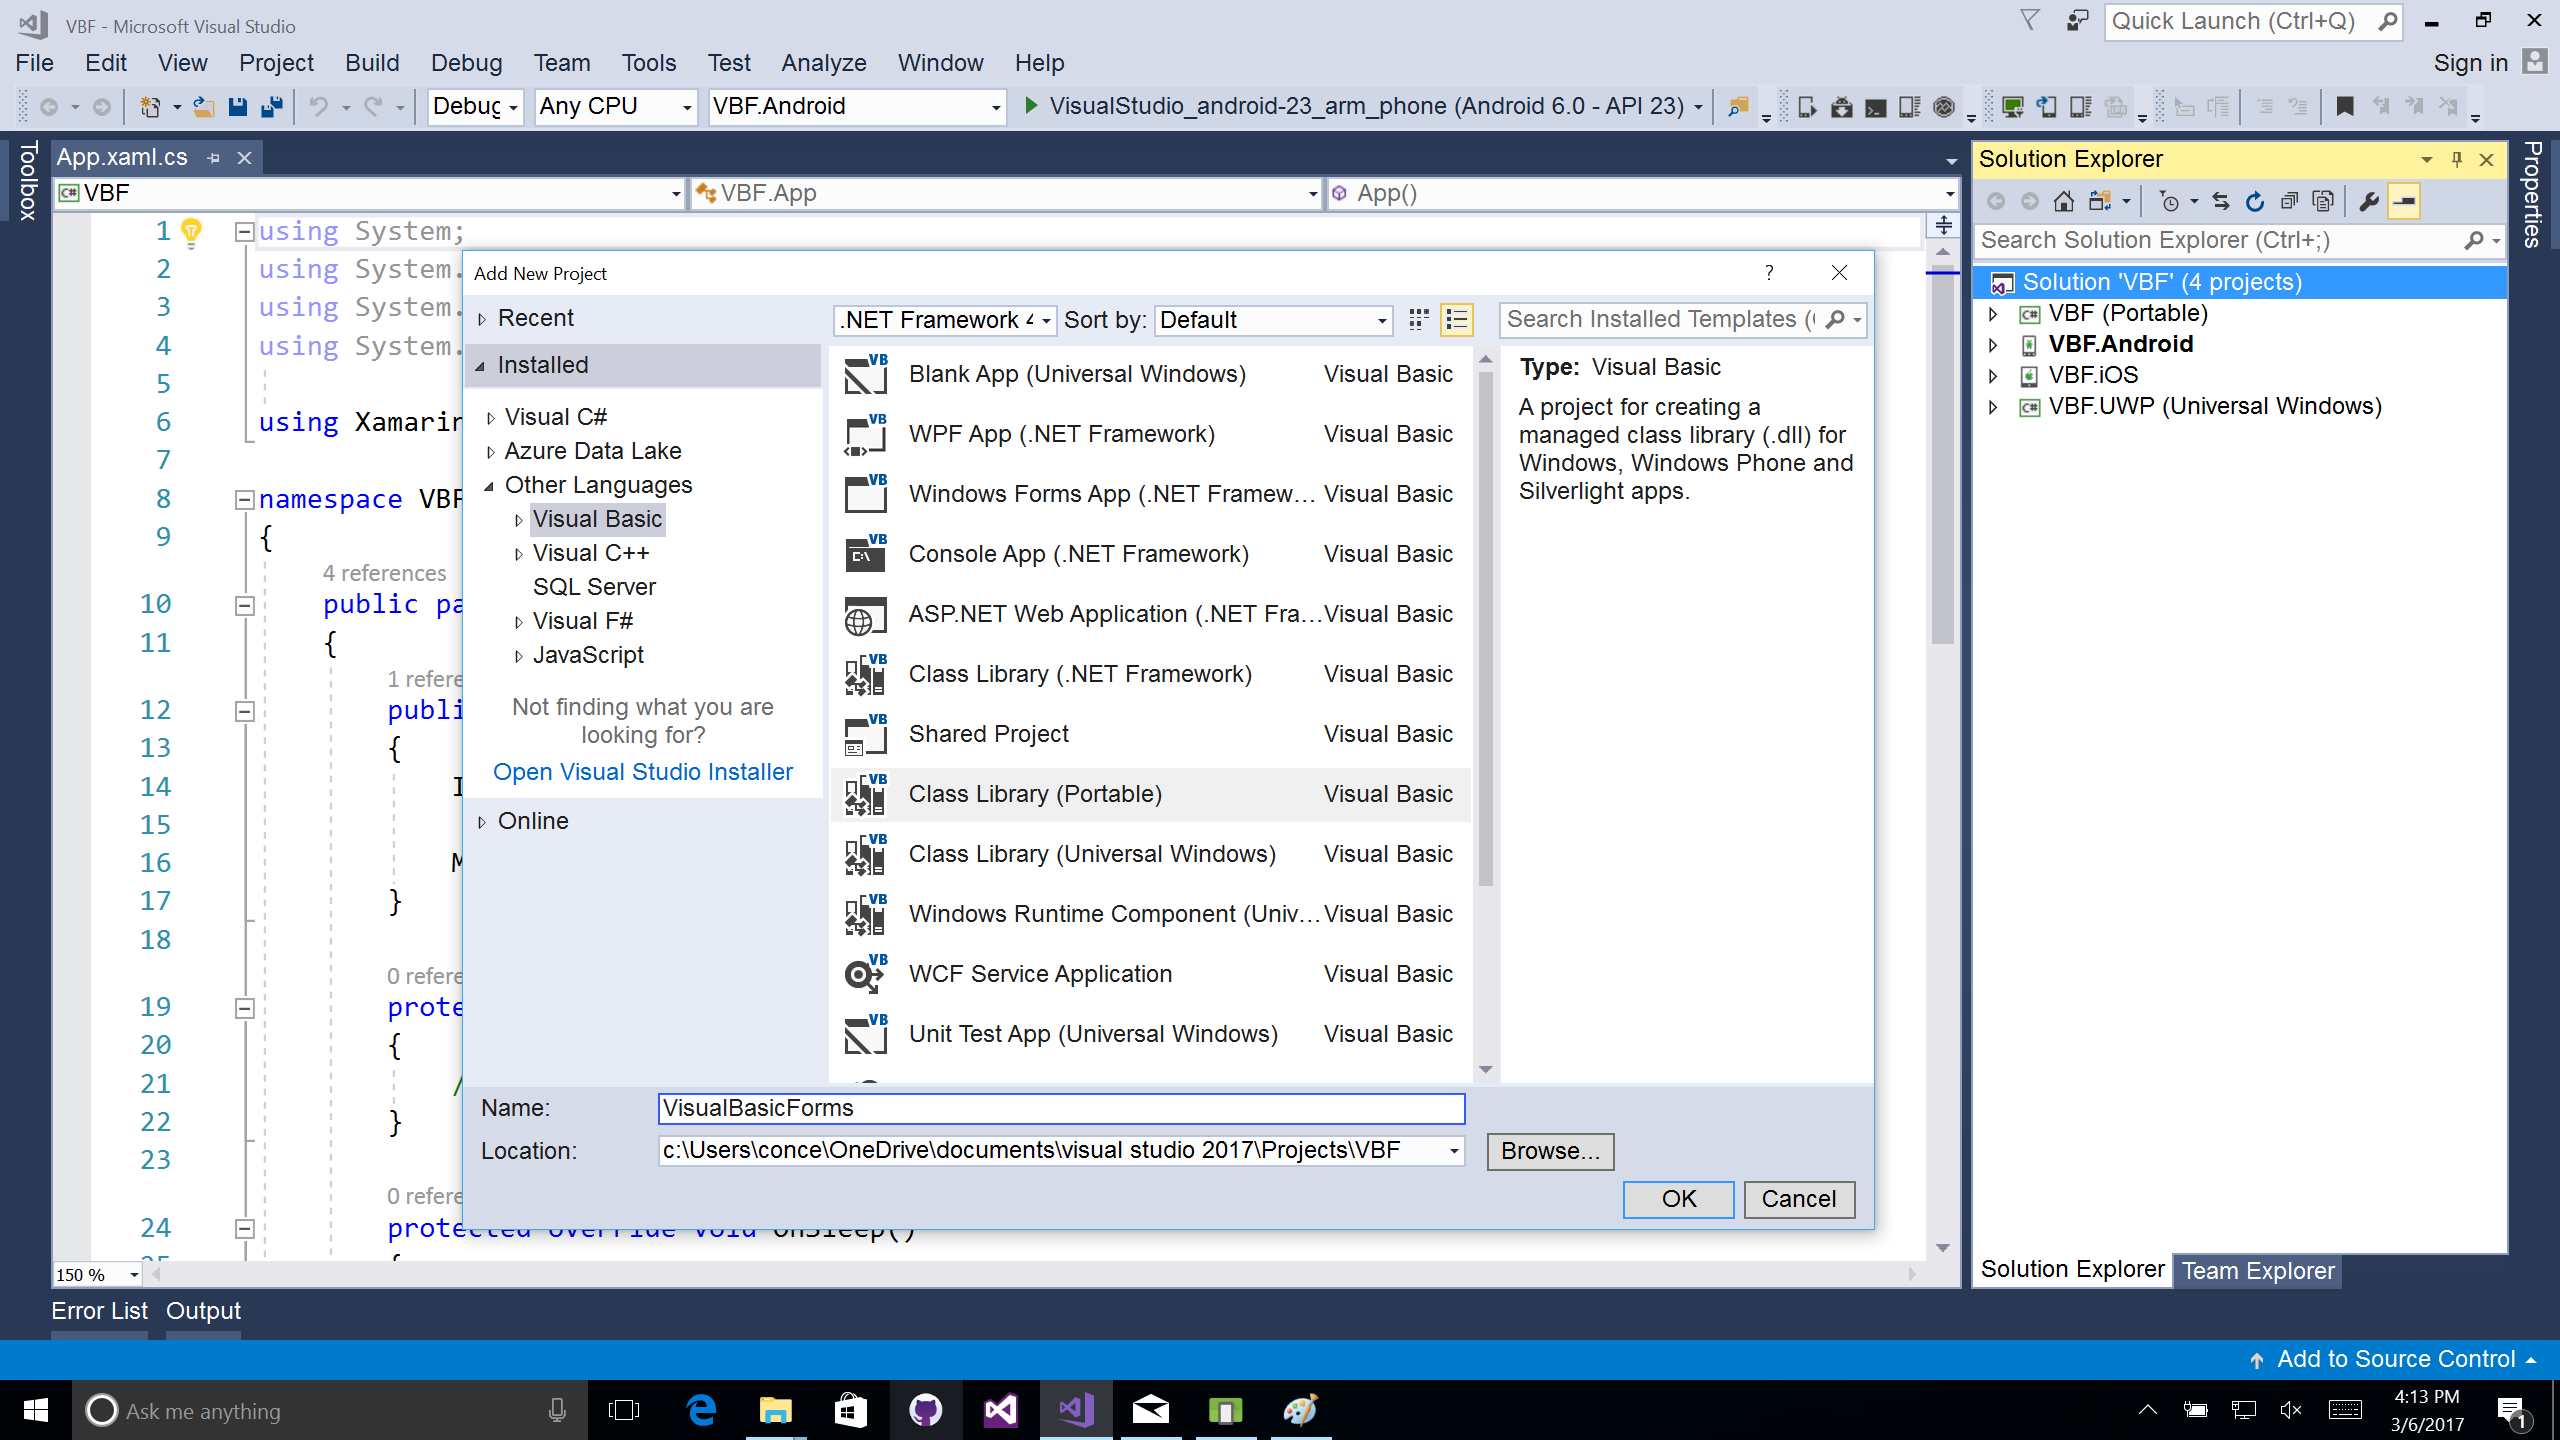 VBF - Microsoft Visual Studio
Quick Launch (Ctrl+Q)
File Edit View Project Build Debug Team Tools Test Analyze Window Help
Sign in
Debug Any CPU VBF.Android VisualStudio_android-23_arm_phone (Android 6.0 - API 23)
Toolbox
App.xaml.cs
VBF VBF.App App()
1 using System;
2 using System.
3 using System.
4 using System.
5
6 using Xamarin
7
8 namespace VBF
9 {
4 references
10 public pa
11 {
1 refere
12 publi
13 {
14 I
15
16 M
17 }
18
0 refere
19 prote
20 {
21 /
22 }
23
0 refere
24 protected override void OnSleep()
25 {
150 %
Add New Project
?
Recent
Installed
Visual C#
Azure Data Lake
Other Languages
Visual Basic
Visual C++
SQL Server
Visual F#
JavaScript
Not finding what you are
looking for?
Open Visual Studio Installer
Online
.NET Framework 4 Sort by: Default
Search Installed Templates (
Blank App (Universal Windows) Visual Basic
WPF App (.NET Framework) Visual Basic
Windows Forms App (.NET Framew... Visual Basic
Console App (.NET Framework) Visual Basic
ASP.NET Web Application (.NET Fra... Visual Basic
Class Library (.NET Framework) Visual Basic
Shared Project Visual Basic
Class Library (Portable) Visual Basic
Class Library (Universal Windows) Visual Basic
Windows Runtime Component (Univ... Visual Basic
WCF Service Application Visual Basic
Unit Test App (Universal Windows) Visual Basic
Type: Visual Basic
A project for creating a
managed class library (.dll) for
Windows, Windows Phone and
Silverlight apps.
Name: VisualBasicForms
Location: c:\Users\conce\OneDrive\documents\visual studio 2017\Projects\VBF
Browse...
OK Cancel
Solution Explorer
Search Solution Explorer (Ctrl+;)
Solution 'VBF' (4 projects)
VBF (Portable)
VBF.Android
VBF.iOS
VBF.UWP (Universal Windows)
Solution Explorer Team Explorer
Properties
Error List Output
Add to Source Control
Ask me anything
4:13 PM
3/6/2017
1